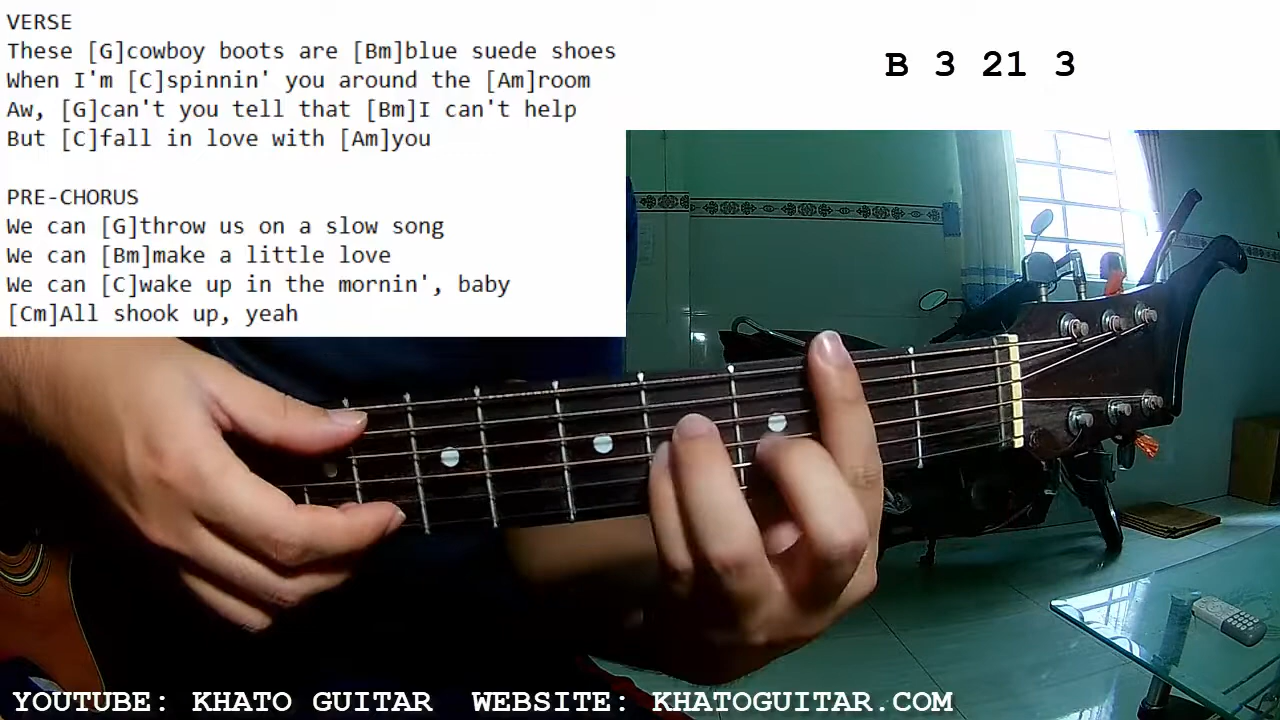 VERSE
These [G]cowboy boots are [Bm]blue suede shoes
When I'm [C]spinnin' you around the [Am]room
Aw, [G]can't you tell that [Bm]I can't help
But [C]fall in love with [Am]you
PRE-CHORUS
We can [G]throw us on a slow song
We can [Bm]make a little love
We can [C]wake up in the mornin', baby
[Cm]All shook up, yeah
B 3 21 3
YOUTUBE: KHATO GUITAR WEBSITE: KHATOGUITAR.COM